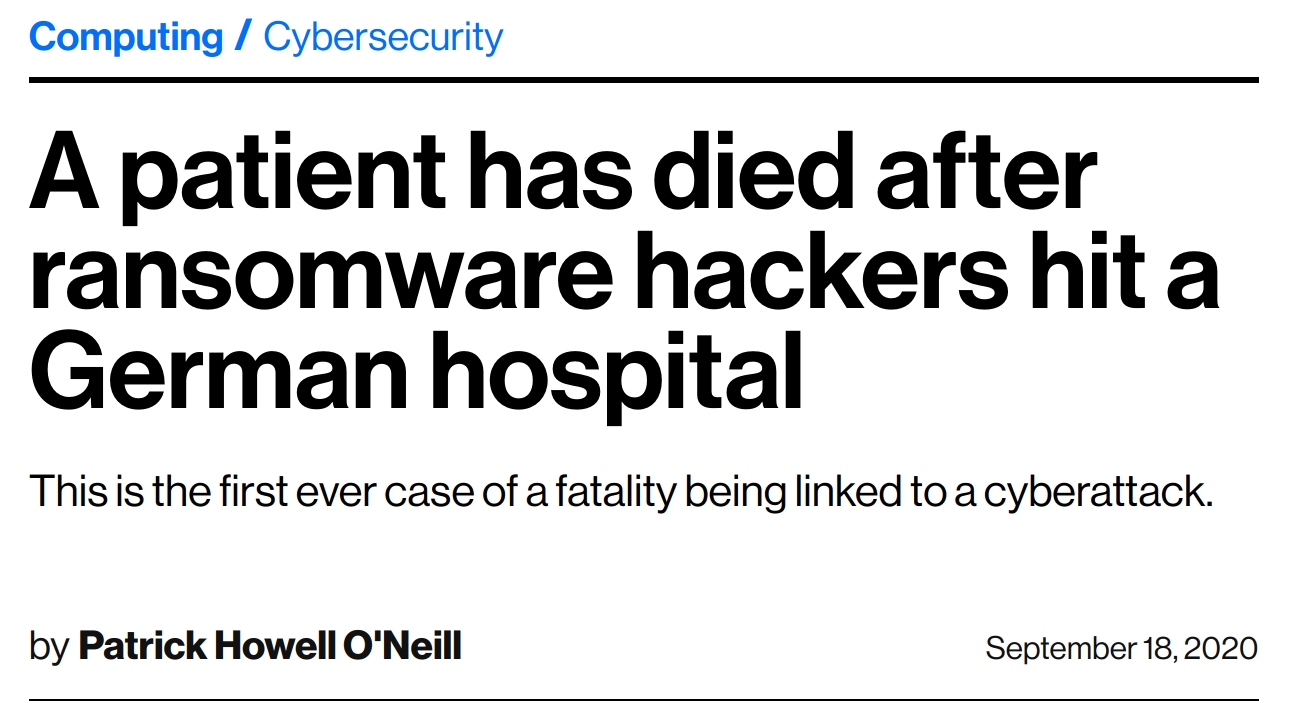 Computing / Cybersecurity
A patient has died after
ransomware hackers hit a
German hospital
This is the first ever case of a fatality being linked to a cyberattack.
by Patrick Howell O'Neill
September 18, 2020